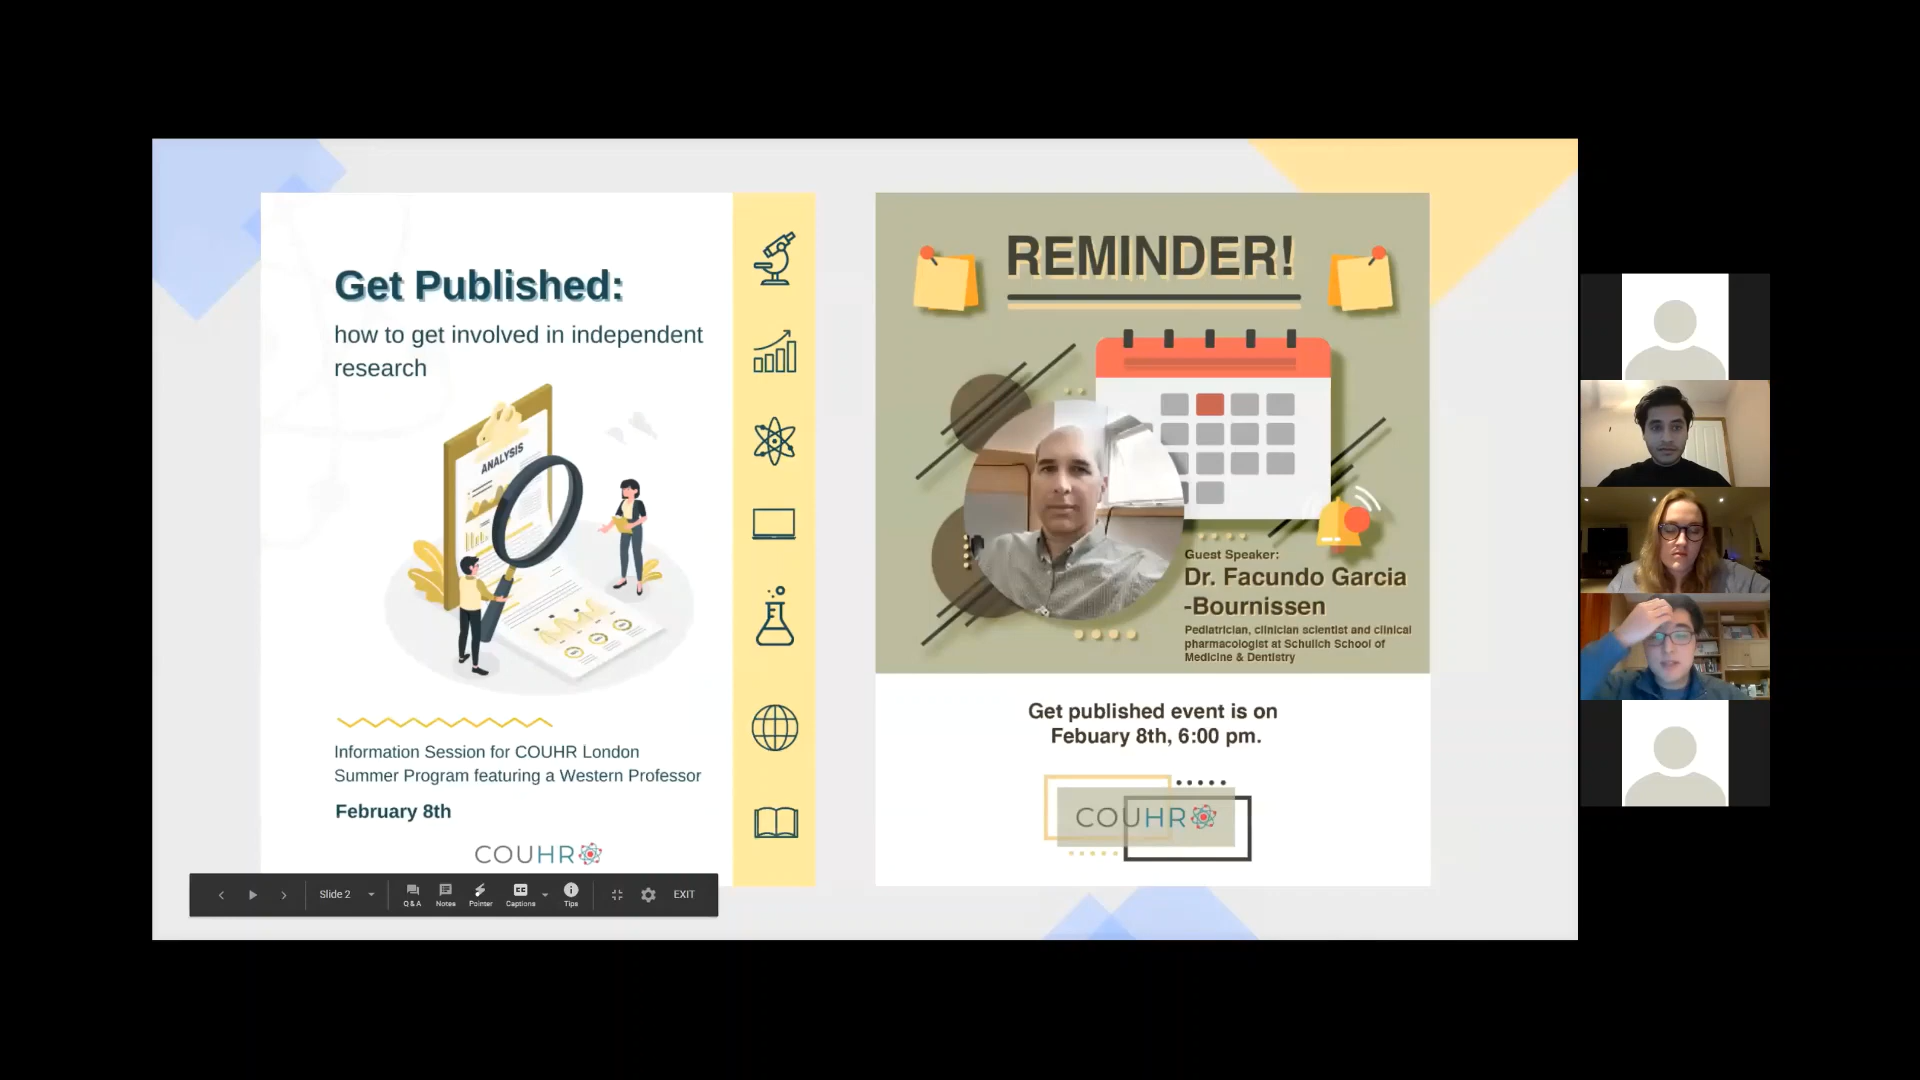 Get Published:
how to get involved in independent
research
ANALYSIS
Information Session for COUHR London
Summer Program featuring a Western Professor
February 8th
COUHR
REMINDER!
Guest Speaker:
Dr. Facundo Garcia
-Bournissen
Pediatrician, clinician scientist and clinical
pharmacologist at Schulich School of
Medicine & Dentistry
Get published event is on
Febuary 8th, 6:00 pm.
COUHR
Slide 2
Q & A
Notes
Pointer
CC
Captions
Tips
EXIT